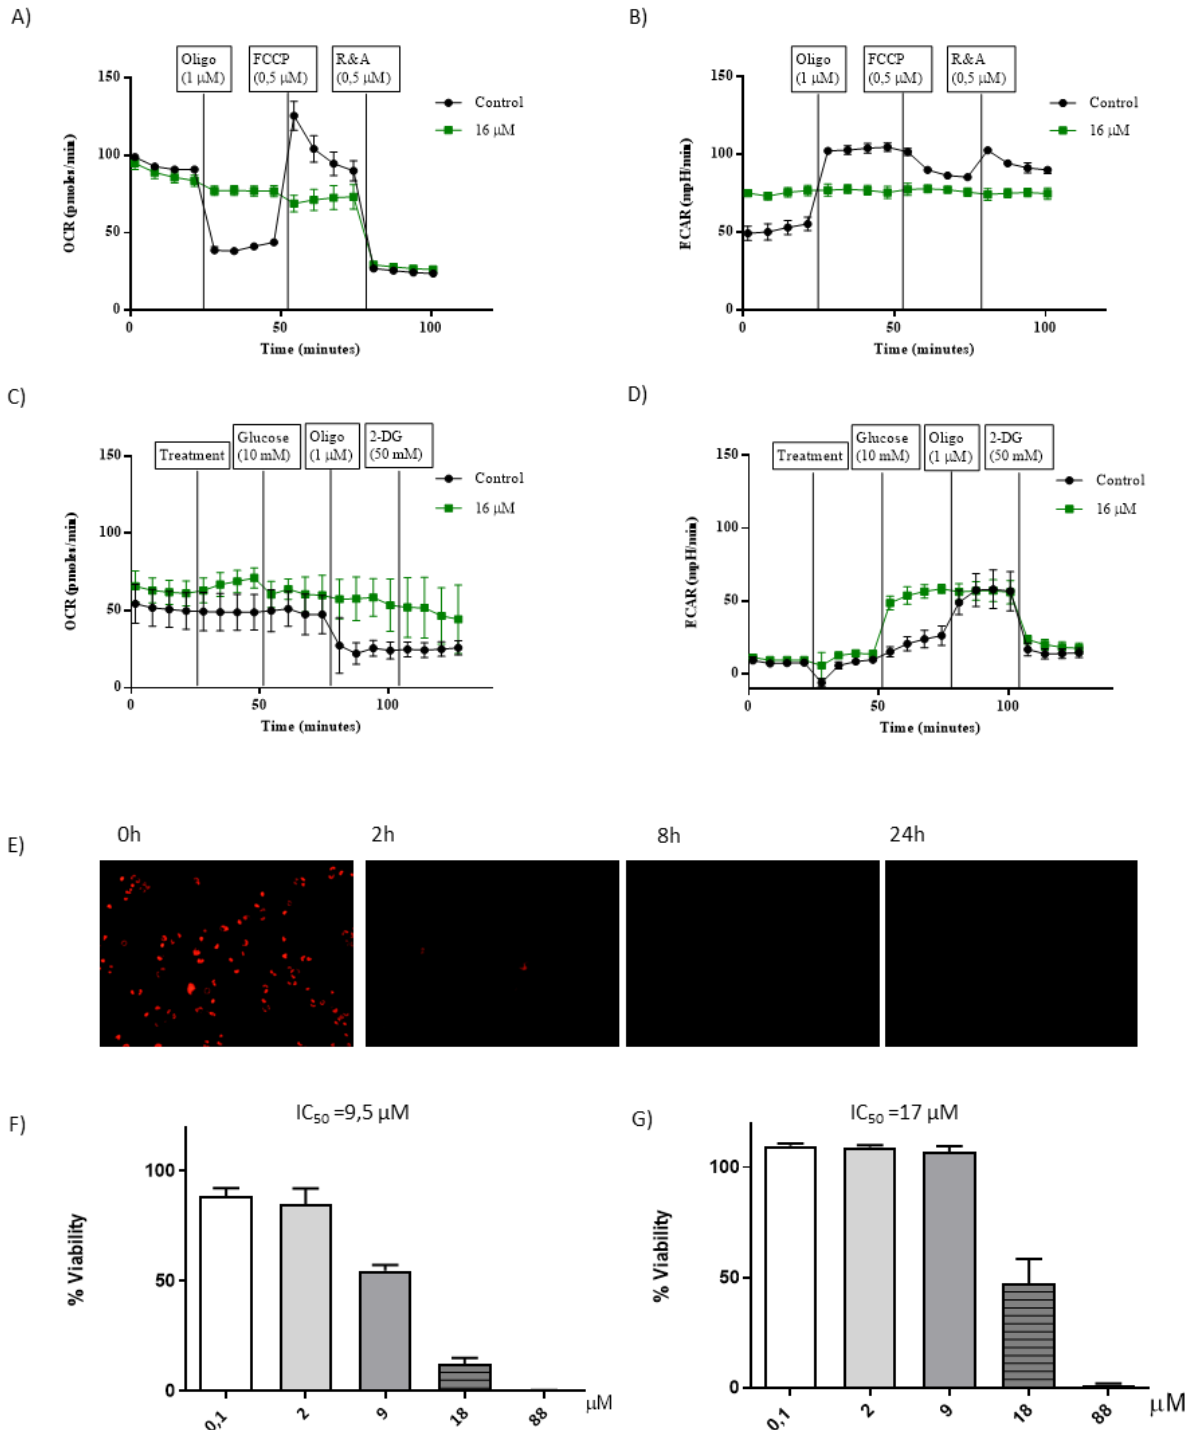 A)
Oligo
(1 µM)
FCCP
(0,5 µM)
R&A
(0,5 µM)
150
100
50
0
OCR (pmoles/min)
0
50
100
Time (minutes)
Control
16 µM
B)
Oligo
(1 µM)
FCCP
(0,5 µM)
R&A
(0,5 µM)
150
100
50
0
ECAR (mpH/min)
0
50
100
Time (minutes)
Control
16 µM
C)
Treatment
Glucose
(10 mM)
Oligo
(1 µM)
2-DG
(50 mM)
150
100
50
0
OCR (pmoles/min)
0
50
100
Time (minutes)
Control
16 µM
D)
Treatment
Glucose
(10 mM)
Oligo
(1 µM)
2-DG
(50 mM)
150
100
50
0
ECAR (mpH/min)
0
50
100
Time (minutes)
Control
16 µM
E)
0h
2h
8h
24h
F)
IC50 =9,5 µM
100
50
0
% Viability
0,1
2
9
18
88
µM
G)
IC50 =17 µM
100
50
0
% Viability
0,1
2
9
18
88
µM